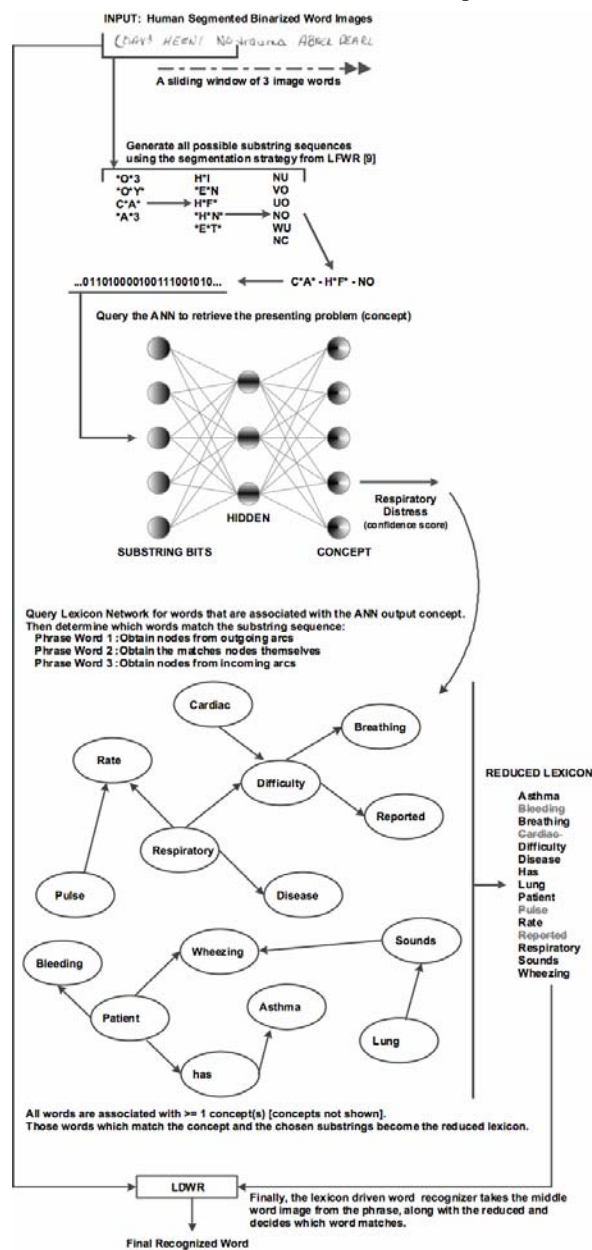 INPUT: Human Segmented Binarized Word Images
HEENT No trauma ABACL PEARL
A sliding window of 3 image words
Generate all possible substring sequences
using the segmentation strategy from LFWR [9]
*O*3 H*I NU
*O*Y* *E*N VO
C*A* H*F* UO
*A*3 *H*N* NO
*E*T* WU
NC
...011010000100111001010... C*A* - H*F* - NO
Query the ANN to retrieve the presenting problem (concept)
Respiratory
Distress
(confidence score)
HIDDEN
SUBSTRING BITS CONCEPT
Query Lexicon Network for words that are associated with the ANN output concept.
Then determine which words match the substring sequence:
Phrase Word 1 :Obtain nodes from outgoing arcs
Phrase Word 2: Obtain the matches nodes themselves
Phrase Word 3 : Obtain nodes from incoming arcs
Cardiac
Breathing
Rate
Difficulty
Reported
Respiratory
Pulse
Disease
Wheezing
Sounds
Bleeding
Asthma
Patient
Lung
has
REDUCED LEXICON
Asthma
Bleeding
Breathing
Cardiac
Difficulty
Disease
Has
Lung
Patient
Pulse
Rate
Reported
Respiratory
Sounds
Wheezing
All words are associated with >= 1 concept(s) [concepts not shown].
Those words which match the concept and the chosen substrings become the reduced lexicon.
LDWR
Finally, the lexicon driven word recognizer takes the middle
word image from the phrase, along with the reduced and
decides which word matches.
Final Recognized Word